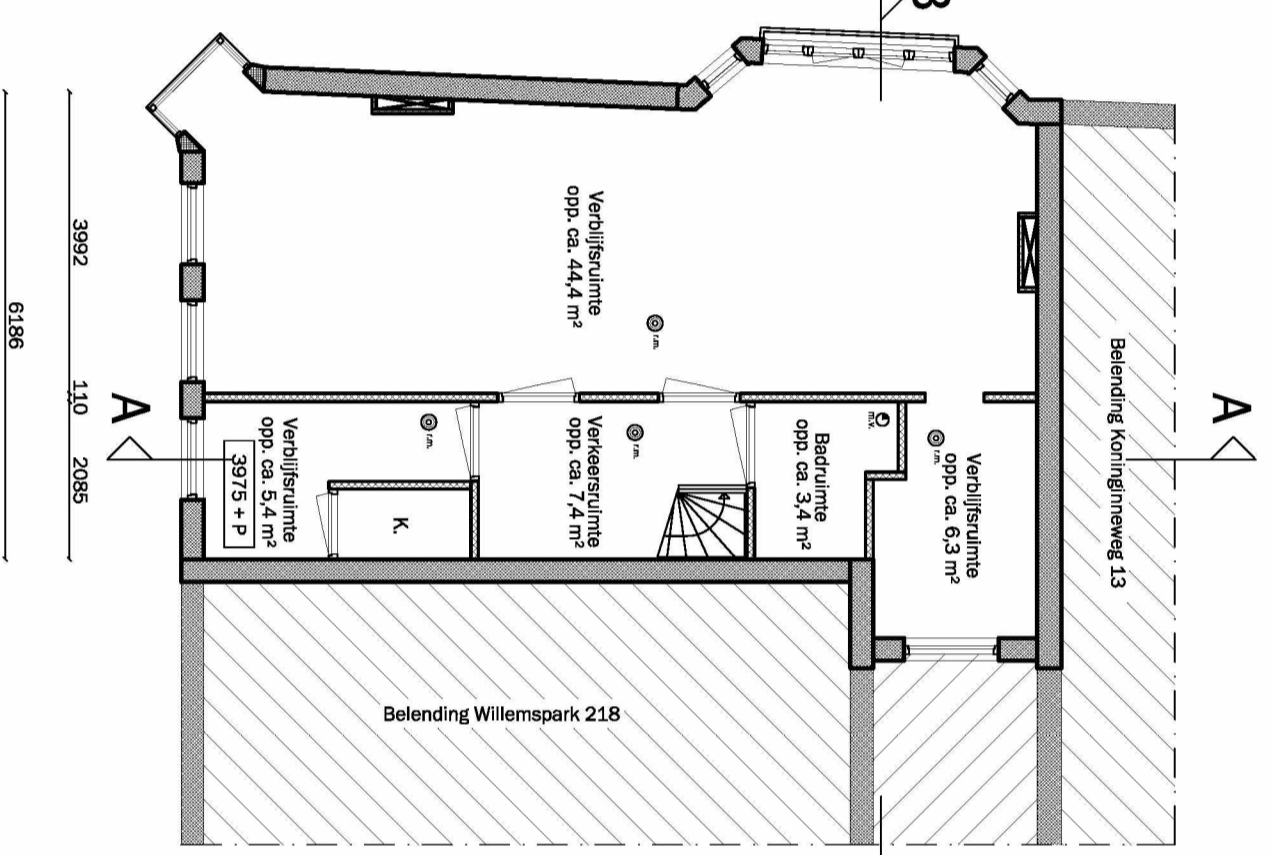 B
Verblijfsruimte
opp. ca. 44,4 m²
r.m.
Belending Koninginneweg 13
A
3992
110
2085
6186
A
Verblijfsruimte
opp. ca. 5,4 m²
3975 + P
r.m.
K.
Verkeersruimte
opp. ca. 7,4 m²
r.m.
Badruimte
opp. ca. 3,4 m²
m.v.
Verblijfsruimte
opp. ca. 6,3 m²
r.m.
Belending Willemspark 218